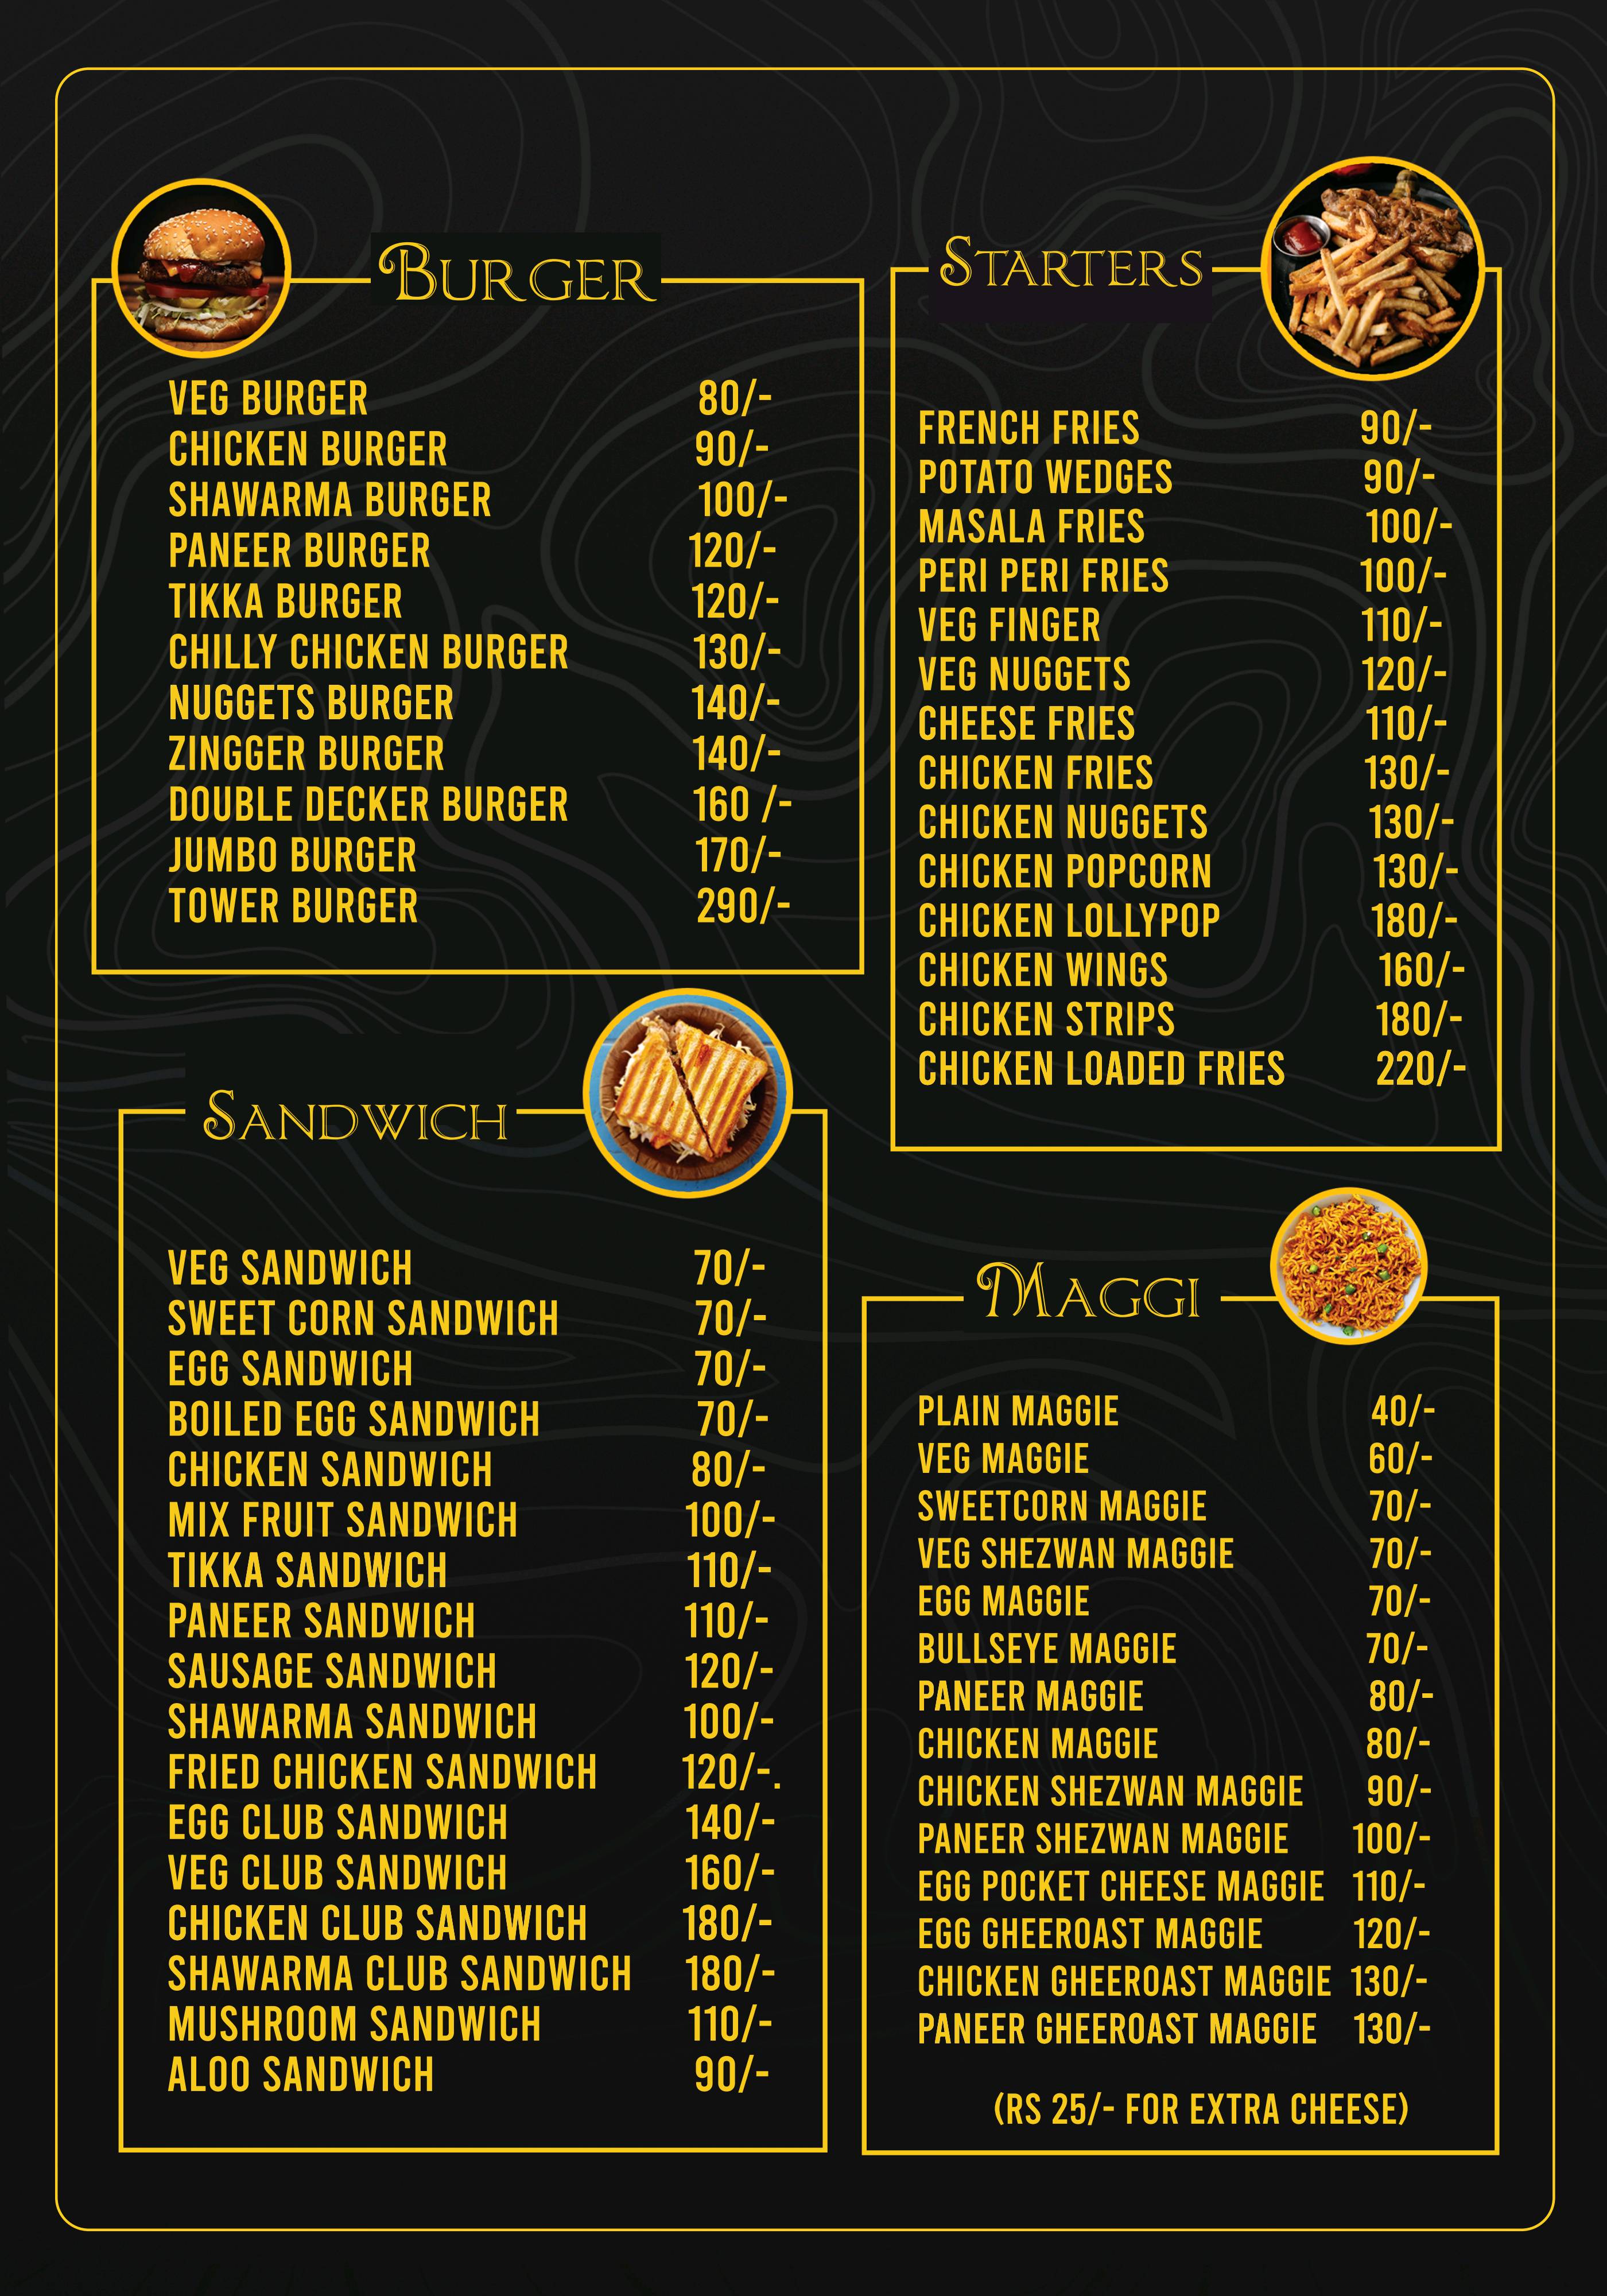 BURGER
VEG BURGER 80/-
CHICKEN BURGER 90/-
SHAWARMA BURGER 100/-
PANEER BURGER 120/-
TIKKA BURGER 120/-
CHILLY CHICKEN BURGER 130/-
NUGGETS BURGER 140/-
ZINGGER BURGER 140/-
DOUBLE DECKER BURGER 160 /-
JUMBO BURGER 170/-
TOWER BURGER 290/-
STARTERS
FRENCH FRIES 90/-
POTATO WEDGES 90/-
MASALA FRIES 100/-
PERI PERI FRIES 100/-
VEG FINGER 110/-
VEG NUGGETS 120/-
CHEESE FRIES 110/-
CHICKEN FRIES 130/-
CHICKEN NUGGETS 130/-
CHICKEN POPCORN 130/-
CHICKEN LOLLYPOP 180/-
CHICKEN WINGS 160/-
CHICKEN STRIPS 180/-
CHICKEN LOADED FRIES 220/-
SANDWICH
VEG SANDWICH 70/-
SWEET CORN SANDWICH 70/-
EGG SANDWICH 70/-
BOILED EGG SANDWICH 70/-
CHICKEN SANDWICH 80/-
MIX FRUIT SANDWICH 100/-
TIKKA SANDWICH 110/-
PANEER SANDWICH 110/-
SAUSAGE SANDWICH 120/-
SHAWARMA SANDWICH 100/-
FRIED CHICKEN SANDWICH 120/-.
EGG CLUB SANDWICH 140/-
VEG CLUB SANDWICH 160/-
CHICKEN CLUB SANDWICH 180/-
SHAWARMA CLUB SANDWICH 180/-
MUSHROOM SANDWICH 110/-
ALOO SANDWICH 90/-
MAGGI
PLAIN MAGGIE 40/-
VEG MAGGIE 60/-
SWEETCORN MAGGIE 70/-
VEG SHEZWAN MAGGIE 70/-
EGG MAGGIE 70/-
BULLSEYE MAGGIE 70/-
PANEER MAGGIE 80/-
CHICKEN MAGGIE 80/-
CHICKEN SHEZWAN MAGGIE 90/-
PANEER SHEZWAN MAGGIE 100/-
EGG POCKET CHEESE MAGGIE 110/-
EGG GHEEROAST MAGGIE 120/-
CHICKEN GHEEROAST MAGGIE 130/-
PANEER GHEEROAST MAGGIE 130/-
(RS 25/- FOR EXTRA CHEESE)